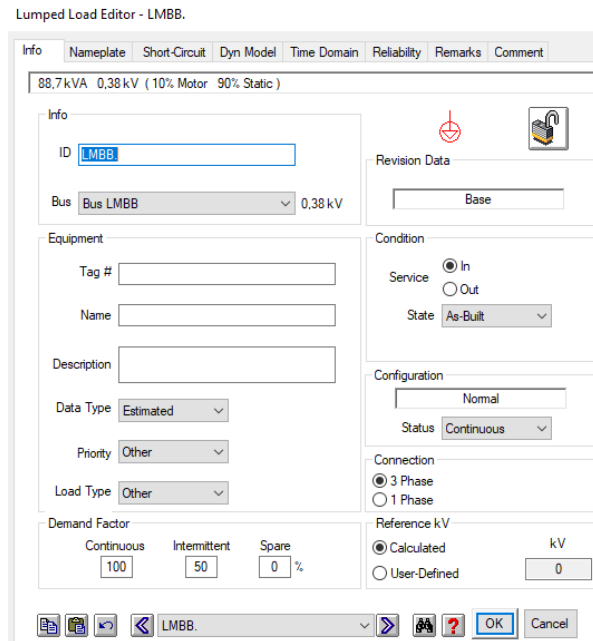 Lumped Load Editor - LMBB.
Info Nameplate Short-Circuit Dyn Model Time Domain Reliability Remarks Comment
88,7 kVA 0,38 kV ( 10% Motor 90% Static )
Info
ID LMBB.
Bus Bus LMBB 0,38 kV
Revision Data
Base
Equipment
Tag #
Name
Description
Data Type Estimated
Priority Other
Load Type Other
Condition
Service In
Out
State As-Built
Configuration
Normal
Status Continuous
Connection
3 Phase
1 Phase
Demand Factor
Continuous Intermittent Spare
100 50 0 %
Reference kV
Calculated kV
User-Defined 0
LMBB. ? OK Cancel